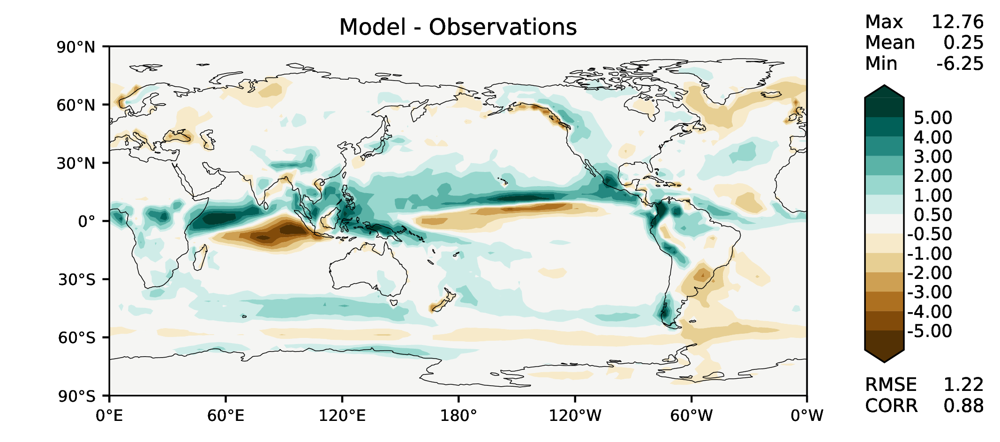 Model - Observations
Max 12.76
Mean 0.25
Min -6.25
90°N
60°N
30°N
0°
30°S
60°S
90°S
0°E 60°E 120°E 180° 120°W 60°W 0°W
5.00
4.00
3.00
2.00
1.00
0.50
-0.50
-1.00
-2.00
-3.00
-4.00
-5.00
RMSE 1.22
CORR 0.88